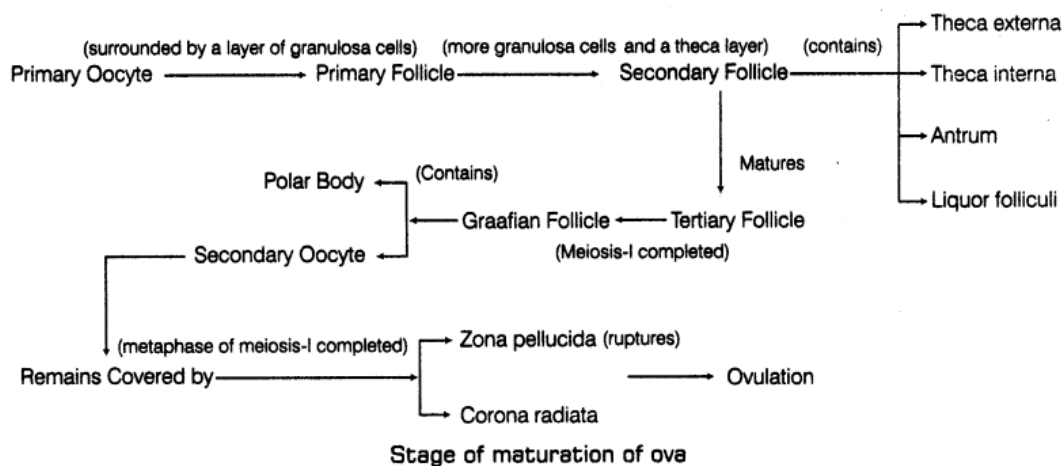 Theca externa
(surrounded by a layer of granulosa cells) (more granulosa cells and a theca layer) (contains)
Primary Oocyte Primary Follicle Secondary Follicle Theca interna
Antrum
Matures
Polar Body (Contains)
Liquor folliculi
Graafian Follicle Tertiary Follicle
(Meiosis-I completed)
Secondary Oocyte
(metaphase of meiosis-I completed) Zona pellucida (ruptures)
Remains Covered by Ovulation
Corona radiata
Stage of maturation of ova